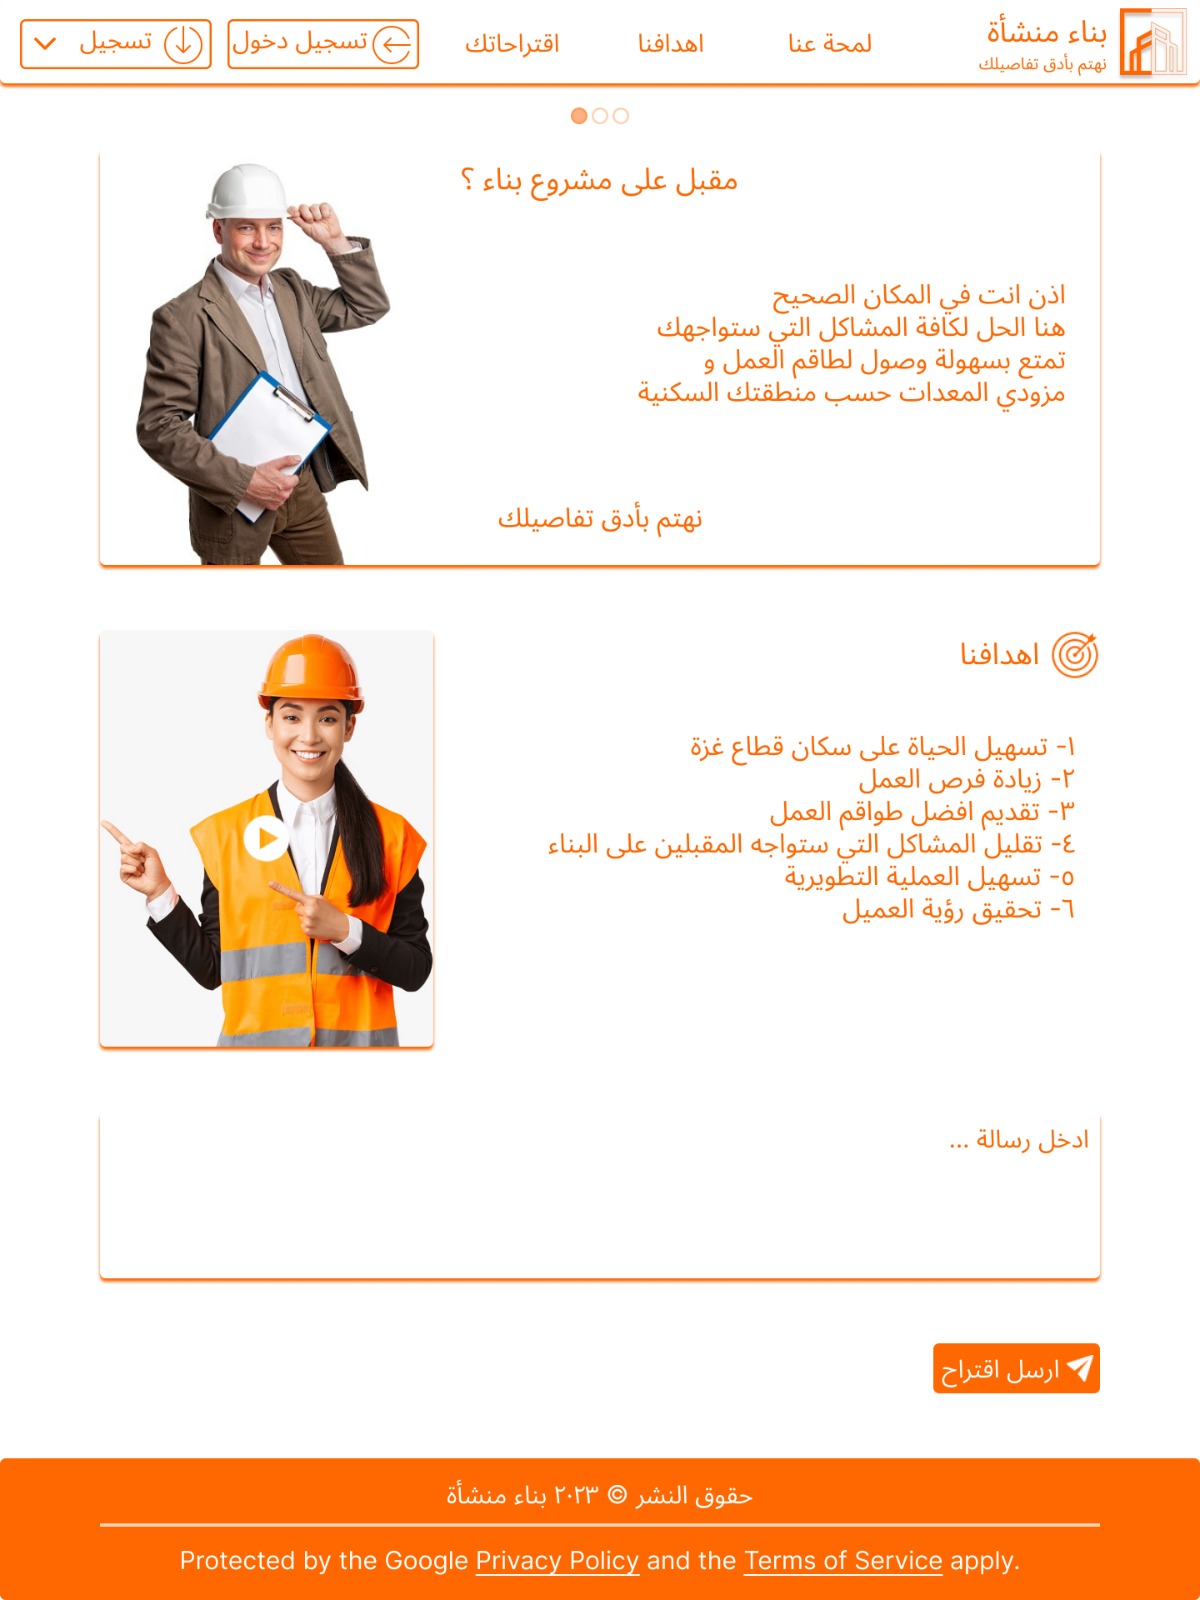 بناء منشأة
نهتم بأدق تفاصيلك
لمحة عنا
اهدافنا
اقتراحاتك
تسجيل دخول
تسجيل
مقبل على مشروع بناء ؟
اذن انت في المكان الصحيح
هنا الحل لكافة المشاكل التي ستواجهك
تمتع بسهولة وصول لطاقم العمل و
مزودي المعدات حسب منطقتك السكنية
نهتم بأدق تفاصيلك
اهدافنا
١- تسهيل الحياة على سكان قطاع غزة
٢- زيادة فرص العمل
٣- تقديم افضل طواقم العمل
٤- تقليل المشاكل التي ستواجه المقبلين على البناء
٥- تسهيل العملية التطويرية
٦- تحقيق رؤية العميل
ادخل رسالة ...
ارسل اقتراح
حقوق النشر © ٢٠٢٣ بناء منشأة
Protected by the Google Privacy Policy and the Terms of Service apply.